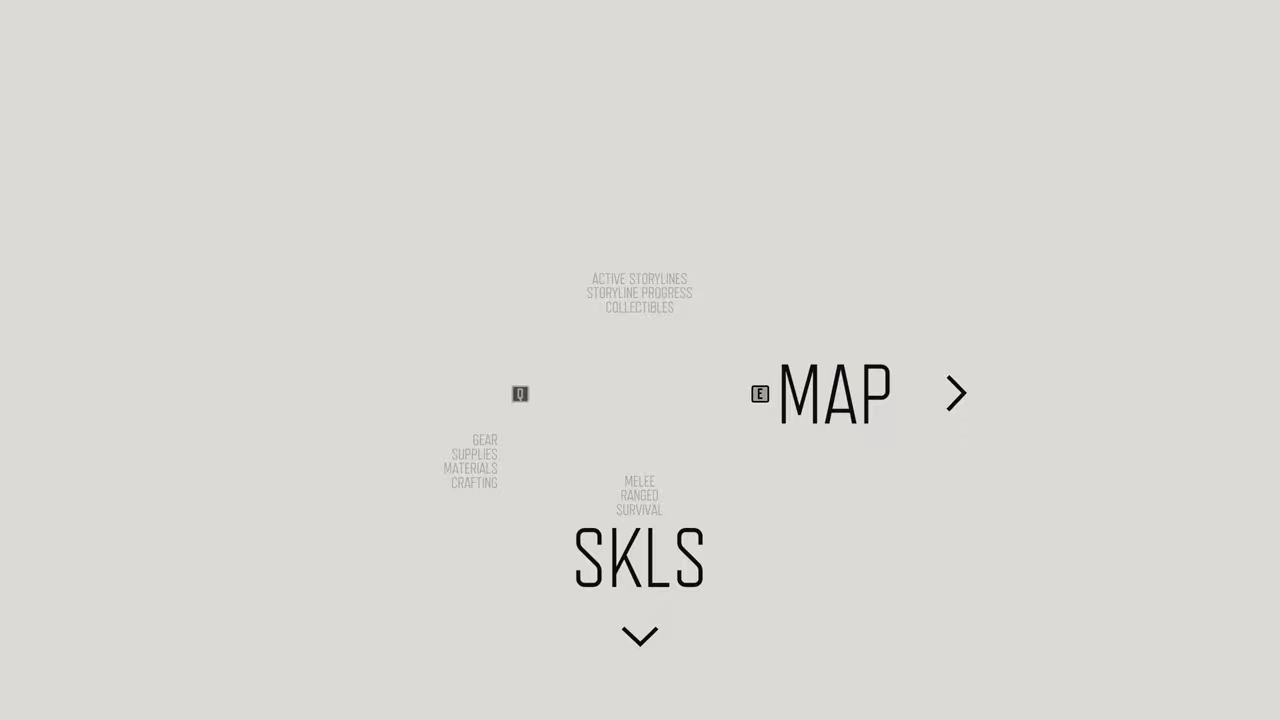 ACTIVE STORYLINES
STORYLINE PROGRESS
COLLECTIBLES
Q
E
MAP
GEAR
SUPPLIES
MATERIALS
CRAFTING
MELEE
RANGED
SURVIVAL
SKLS